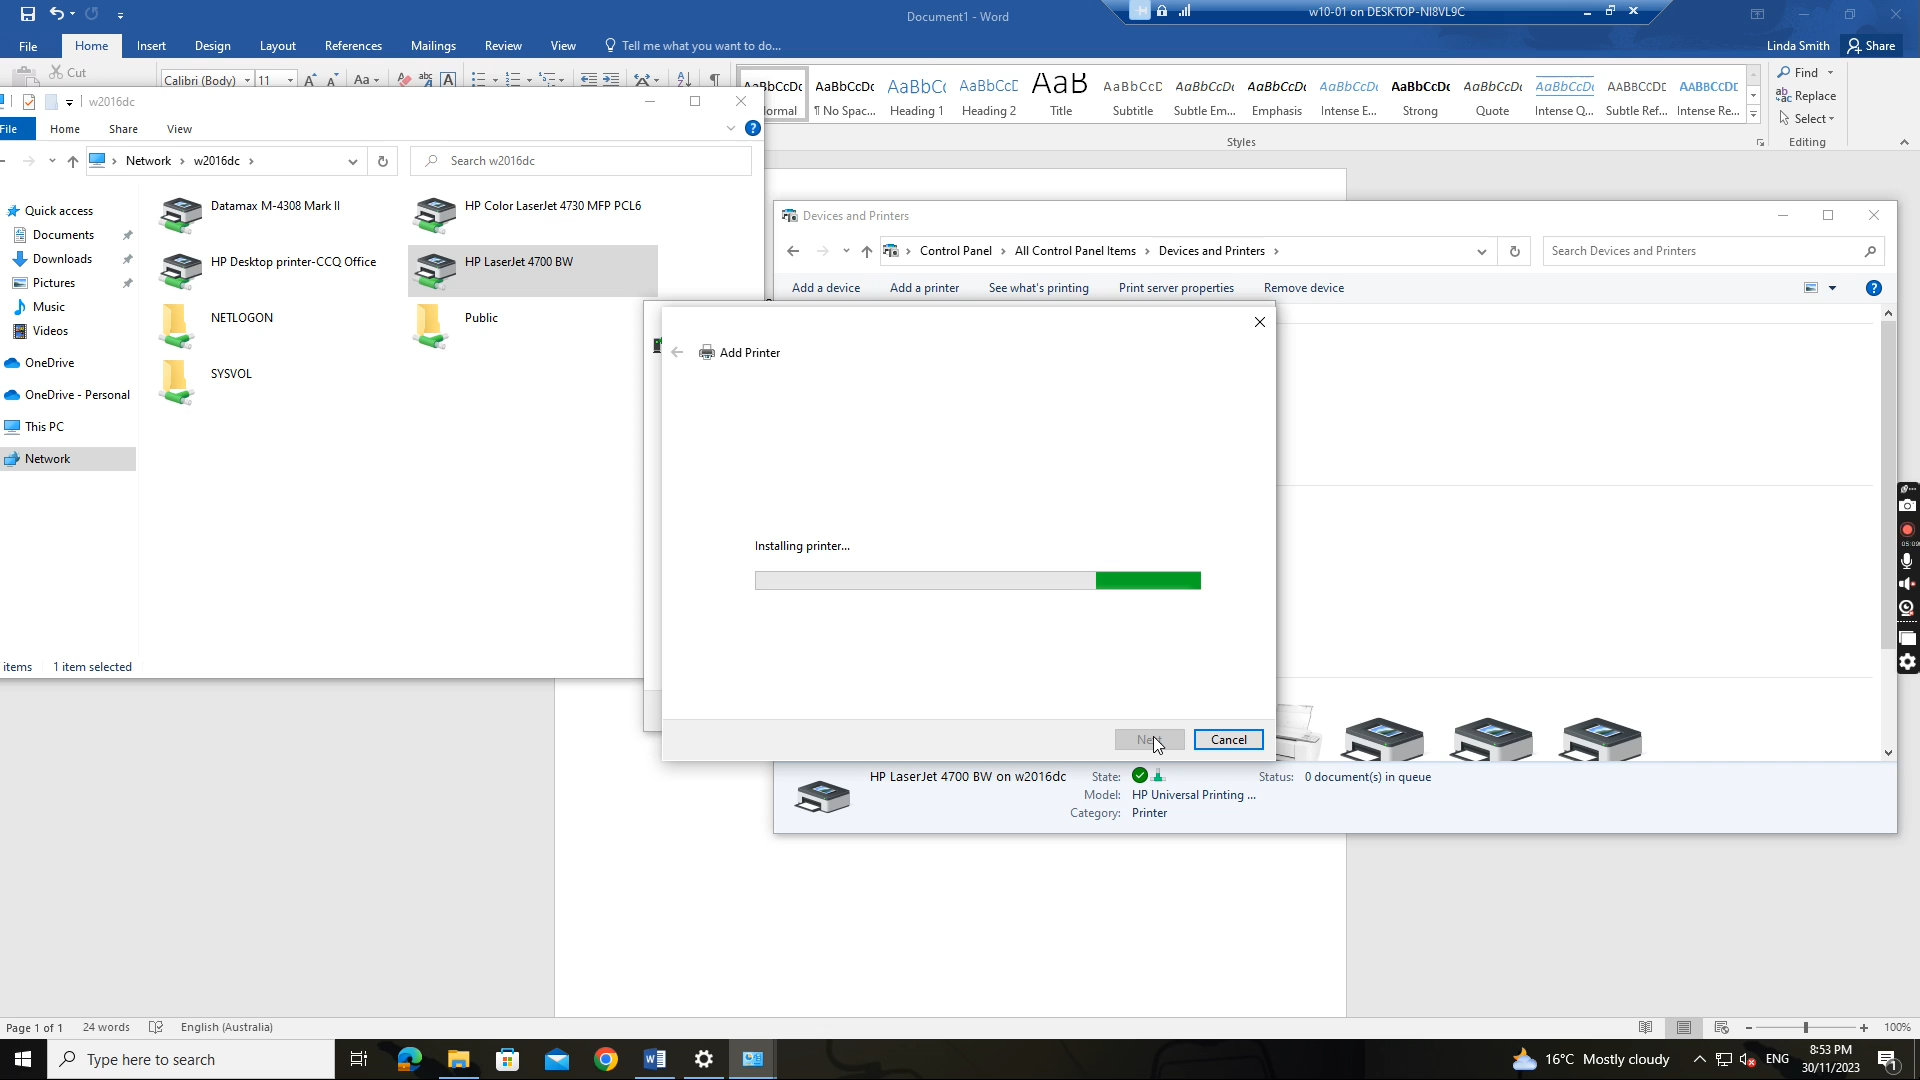 Document1 - Word
w10-01 on DESKTOP-NI8VL9C
File Home Insert Design Layout References Mailings Review View Tell me what you want to do...
Linda Smith Share
Cut
Calibri (Body) 11
Aa
AaBbCcDc AaBbCcDc AaBbCc AaBbCcC AaB AaBbCcD AaBbCcDc AaBbCcDc AaBbCcDc AaBbCcDc AaBbCcDc AaBbCcDc AABBCCDC AABBCCDC
ormal ¶ No Spac... Heading 1 Heading 2 Title Subtitle Subtle Em... Emphasis Intense E... Strong Quote Intense Q... Subtle Ref... Intense Re...
Find
Replace
Select
Styles
Editing
w2016dc
File Home Share View
Network w2016dc
Search w2016dc
Quick access
Documents
Downloads
Pictures
Music
Videos
OneDrive
OneDrive - Personal
This PC
Network
Datamax M-4308 Mark II
HP Color LaserJet 4730 MFP PCL6
HP Desktop printer-CCQ Office
HP LaserJet 4700 BW
NETLOGON
Public
SYSVOL
items 1 item selected
Devices and Printers
Control Panel All Control Panel Items Devices and Printers
Search Devices and Printers
Add a device Add a printer See what's printing Print server properties Remove device
Add Printer
Installing printer...
Cancel
HP LaserJet 4700 BW on w2016dc State: Status: 0 document(s) in queue
Model: HP Universal Printing ...
Category: Printer
Page 1 of 1 24 words English (Australia)
100%
Type here to search
16°C Mostly cloudy
ENG
8:53 PM
30/11/2023
1